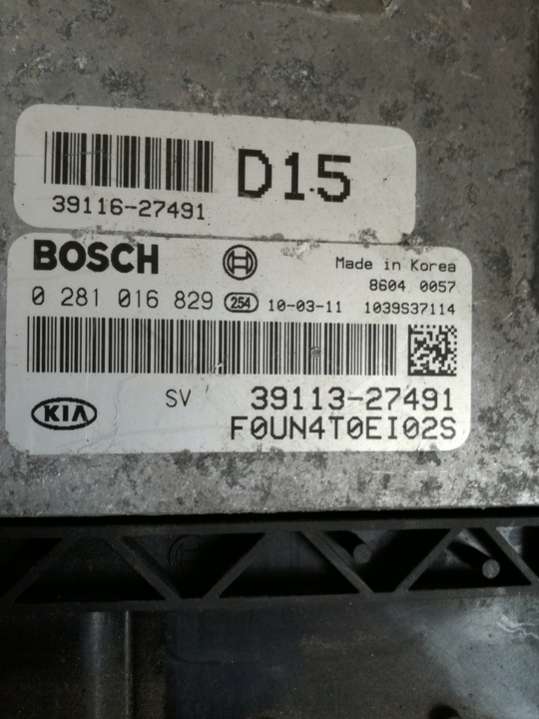 D15
39116-27491
BOSCH
Made in Korea
8604 0057
0 281 016 829 254 10-03-11 1039S37114
KIA SV 39113-27491
F0UN4T0EI02S